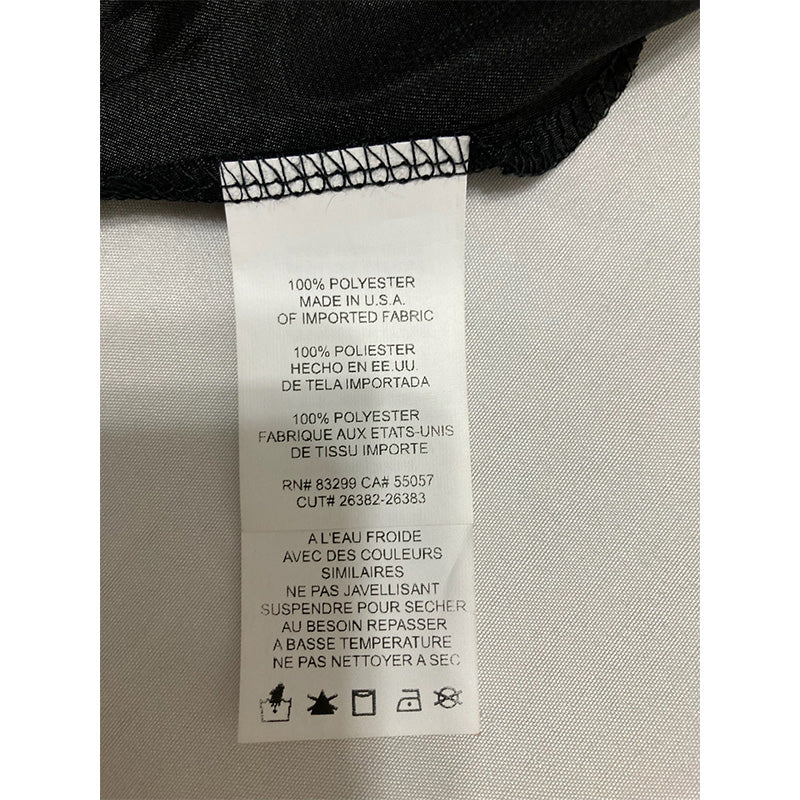 100% POLYESTER
MADE IN U.S.A.
OF IMPORTED FABRIC
100% POLIESTER
HECHO EN EE.UU.
DE TELA IMPORTADA
100% POLYESTER
FABRIQUE AUX ETATS-UNIS
DE TISSU IMPORTE
RN# 83299 CA# 55057
CUT# 26382-26383
A L'EAU FROIDE
AVEC DES COULEURS
SIMILAIRES
NE PAS JAVELLISANT
SUSPENDRE POUR SECHER
AU BESOIN REPASSER
A BASSE TEMPERATURE
NE PAS NETTOYER A SEC